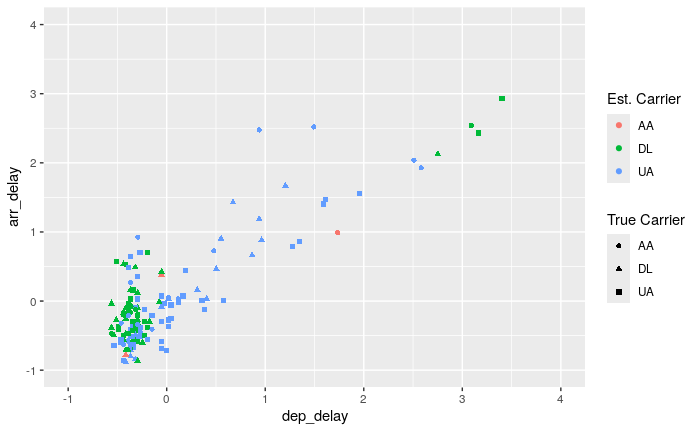 4
3
2
1
0
-1
arr_delay
-1 0 1 2 3 4
dep_delay
Est. Carrier
AA
DL
UA
True Carrier
AA
DL
UA